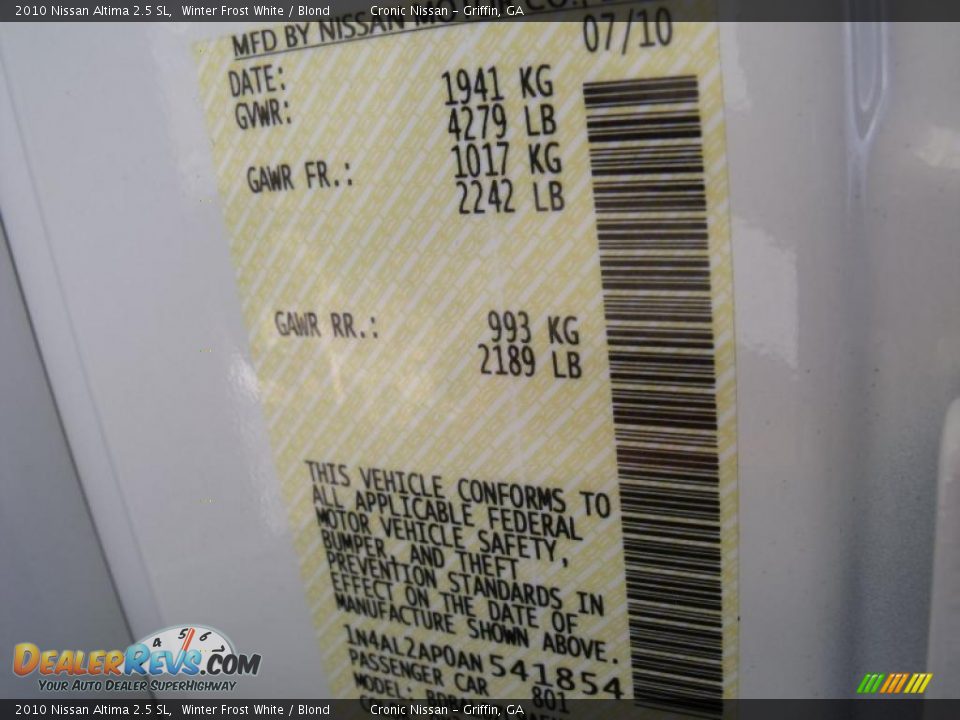 2010 Nissan Altima 2.5 SL, Winter Frost White / Blond Cronic Nissan – Griffin, GA
MFD BY NISSAN
DATE: 07/10
GVWR: 1941 KG
4279 LB
GAWR FR.: 1017 KG
2242 LB
GAWR RR.: 993 KG
2189 LB
THIS VEHICLE CONFORMS TO
ALL APPLICABLE FEDERAL
MOTOR VEHICLE SAFETY,
BUMPER, AND THEFT
PREVENTION STANDARDS IN
EFFECT ON THE DATE OF
MANUFACTURE SHOWN ABOVE.
1N4AL2AP0AN541854
PASSENGER CAR 801
MODEL:
4 5 6
DealerRevs.com
Your Auto Dealer SuperHighway
2010 Nissan Altima 2.5 SL, Winter Frost White / Blond Cronic Nissan – Griffin, GA